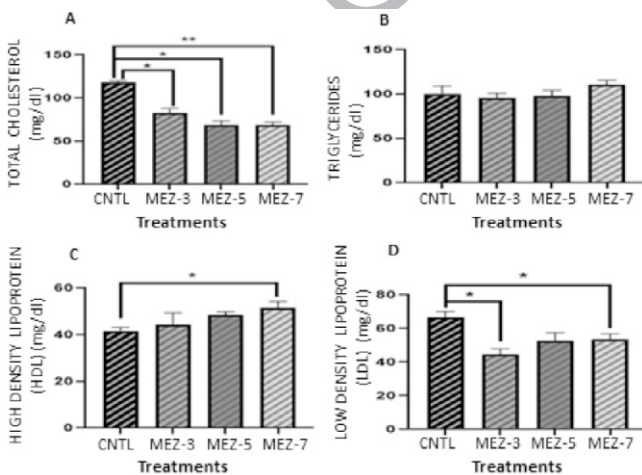 A
TOTAL CHOLESTEROL
(mg/dl)
150
100
50
0
**
*
*
CNTL MEZ-3 MEZ-5 MEZ-7
Treatments
B
TRIGLYCERIDES
(mg/dl)
150
100
50
0
CNTL MEZ-3 MEZ-5 MEZ-7
Treatments
C
HIGH DENSITY LIPOPROTEIN
(HDL) (mg/dl)
60
40
20
0
*
CNTL MEZ-3 MEZ-5 MEZ-7
Treatments
D
LOW DENSITY LIPOPROTEIN
(LDL) (mg/dl)
80
60
40
20
0
*
*
CNTL MEZ-3 MEZ-5 MEZ-7
Treatments